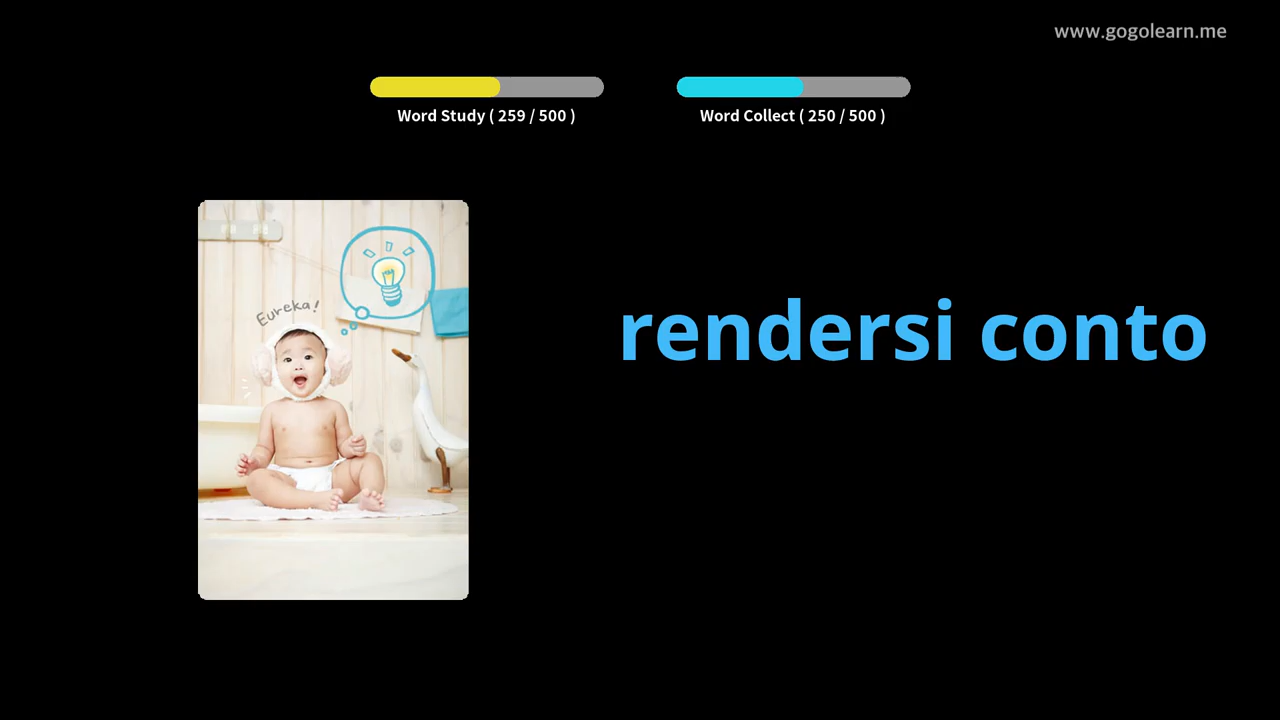 www.gogolearn.me
Word Study ( 259 / 500 )
Word Collect ( 250 / 500 )
Eureka!
rendersi conto